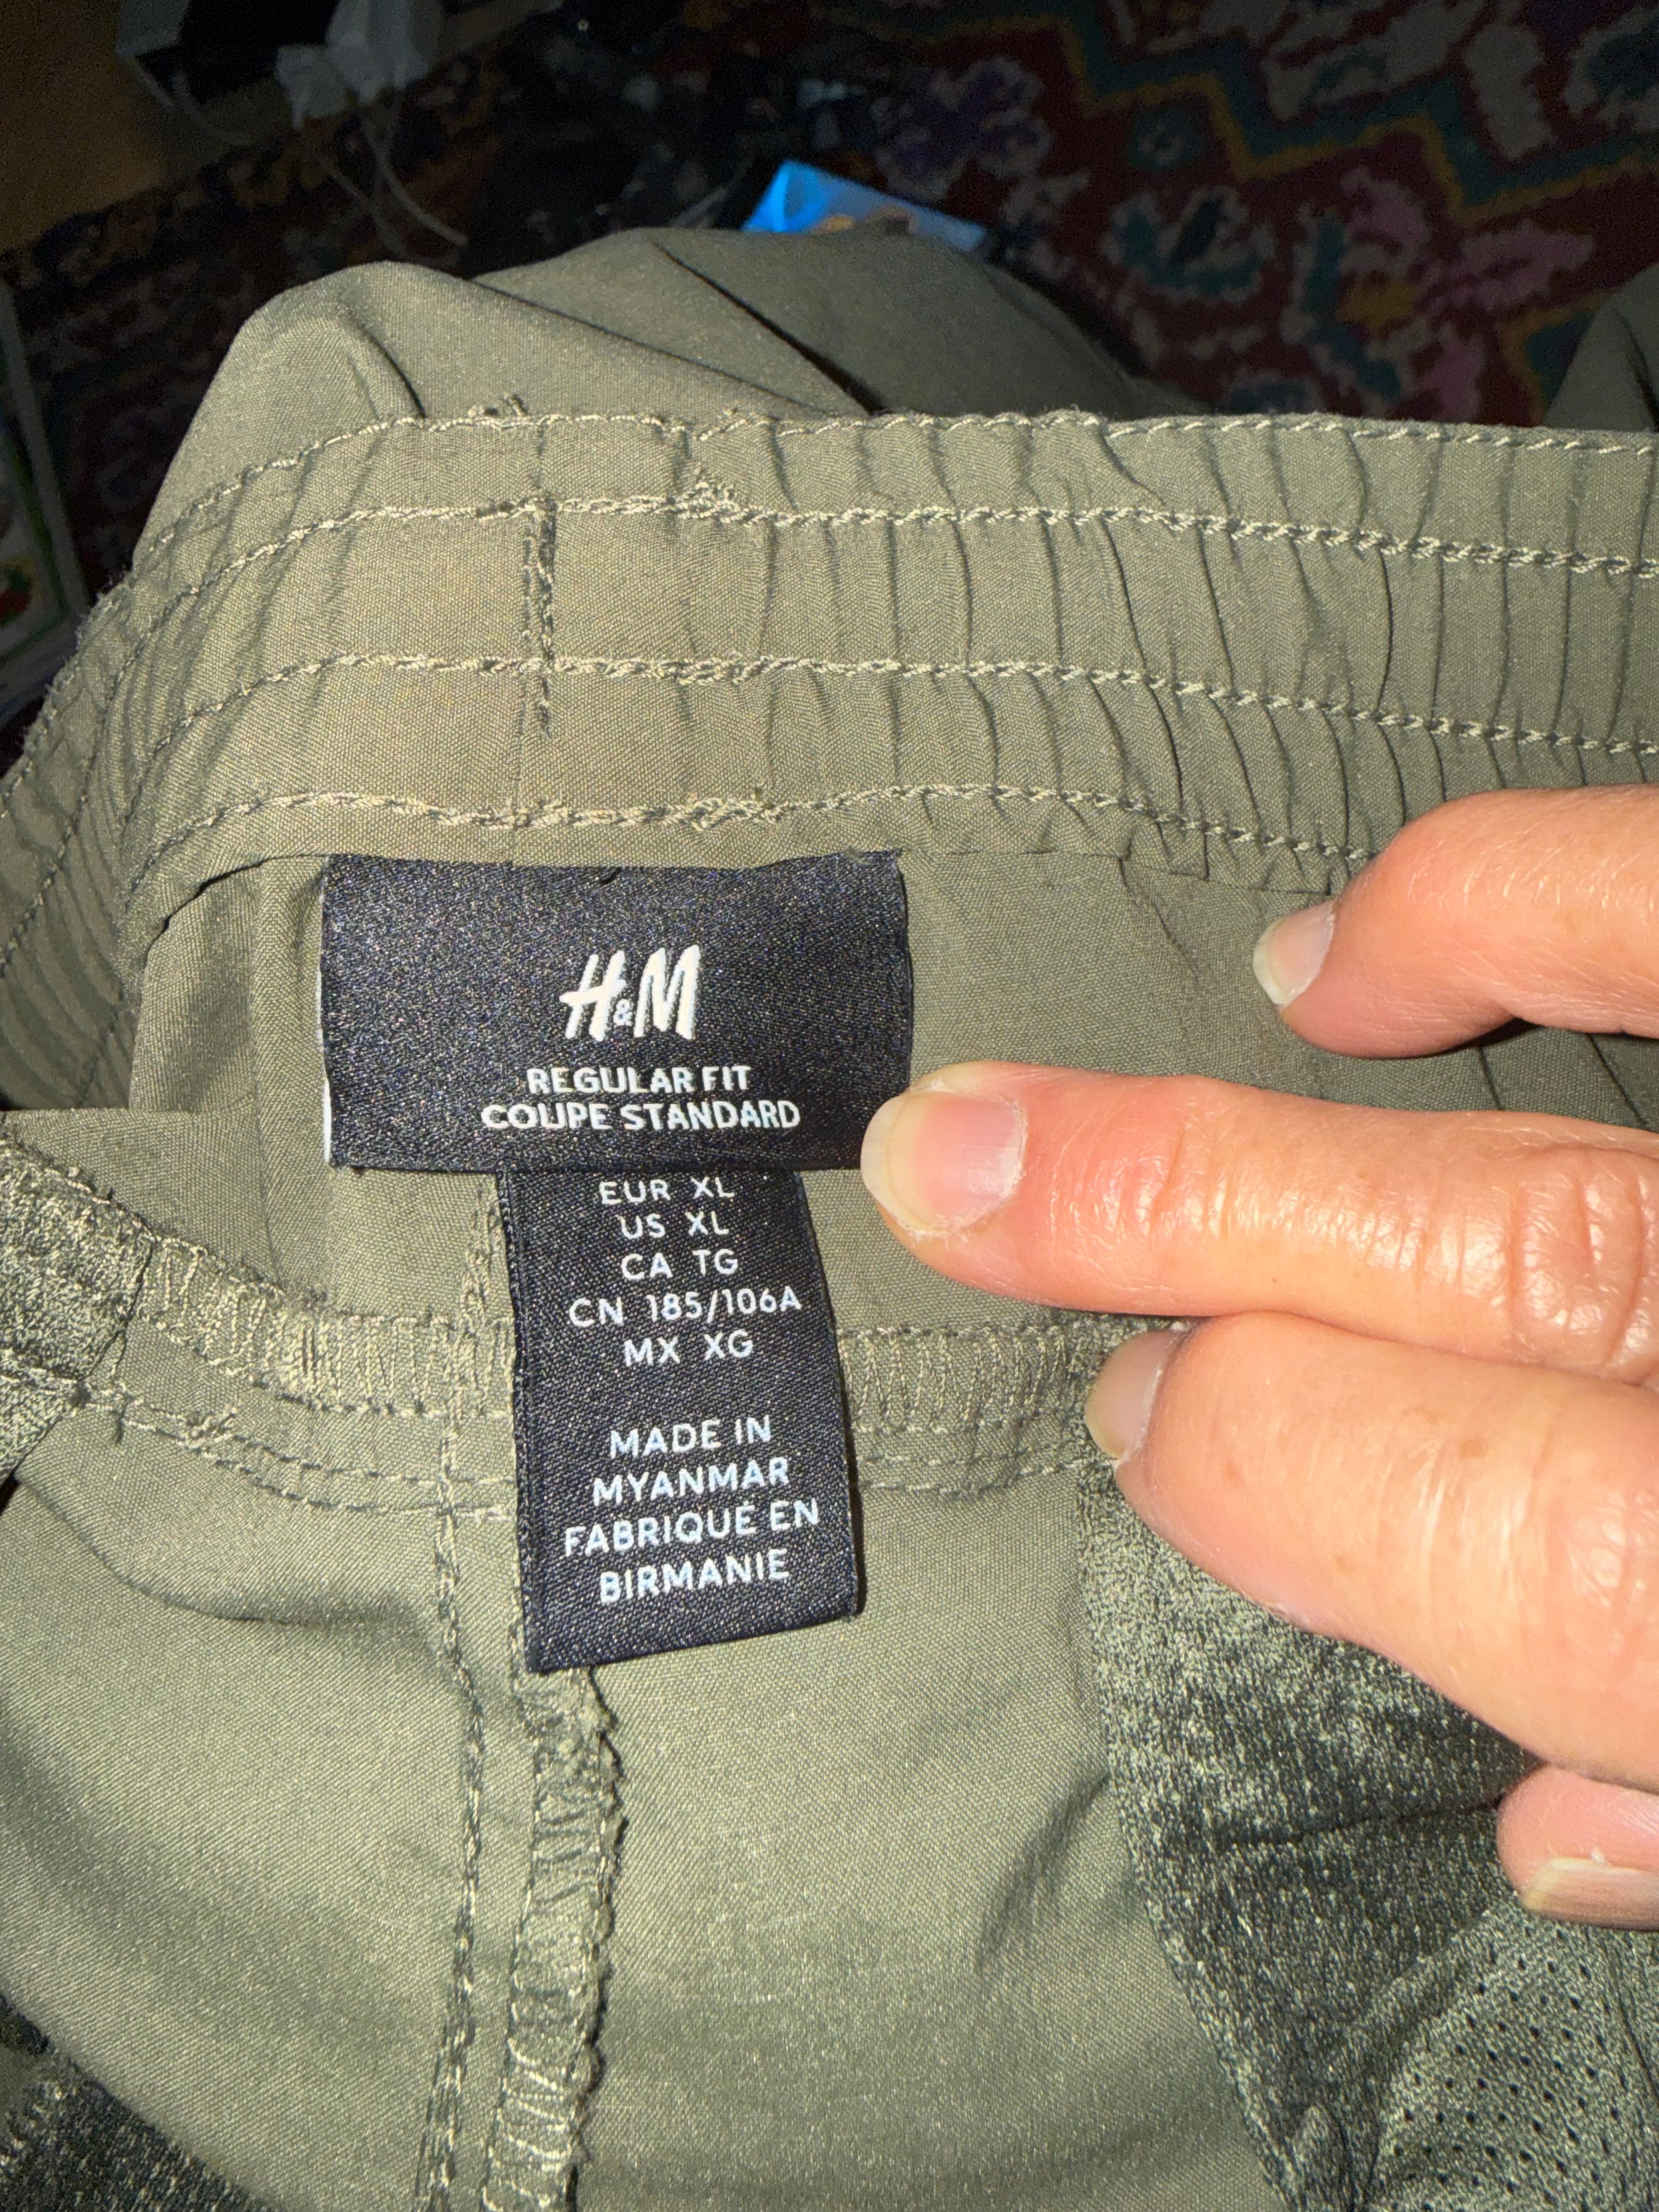 H&M
REGULAR FIT
COUPE STANDARD
EUR XL
US XL
CA TG
CN 185/106A
MX XG
MADE IN
MYANMAR
FABRIQUÉ EN
BIRMANIE